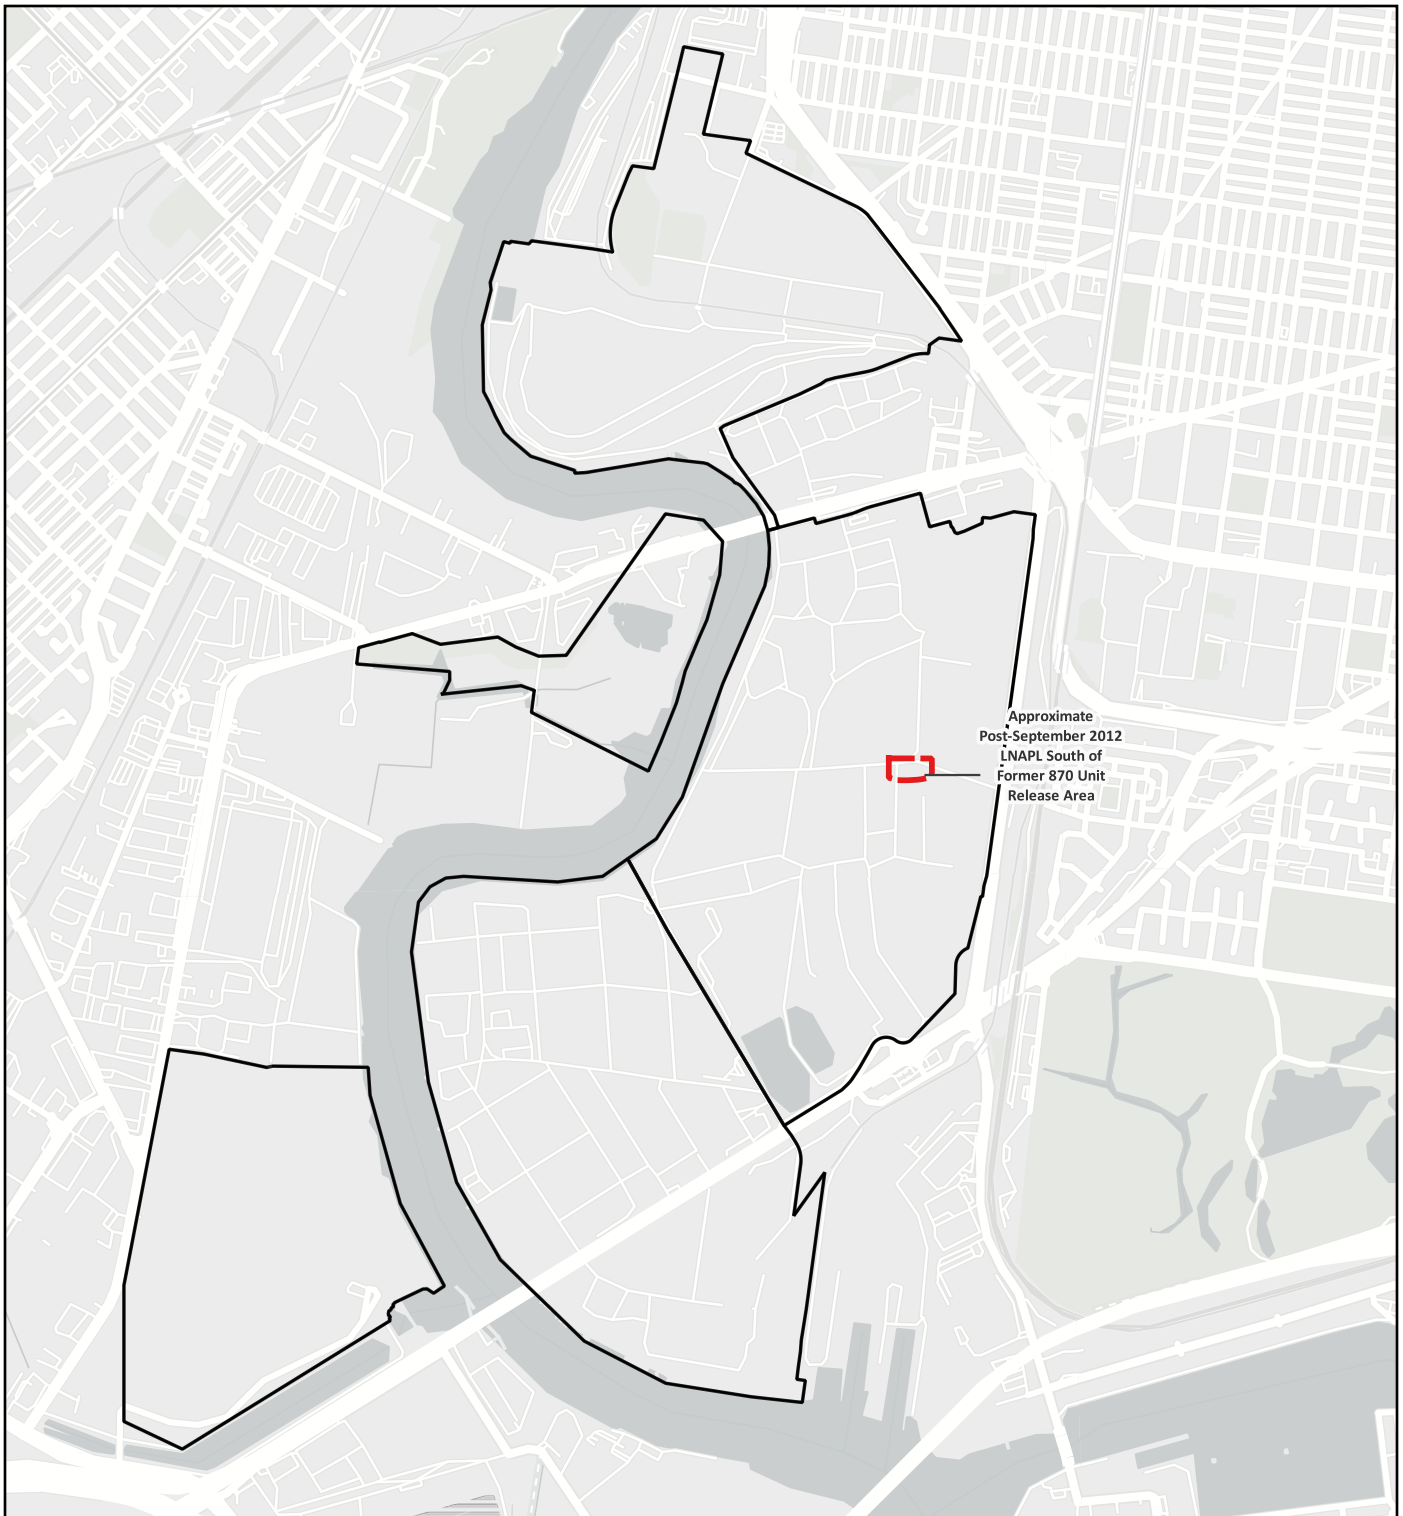 Approximate
Post-September 2012
LNAPL South of
Former 870 Unit
Release Area